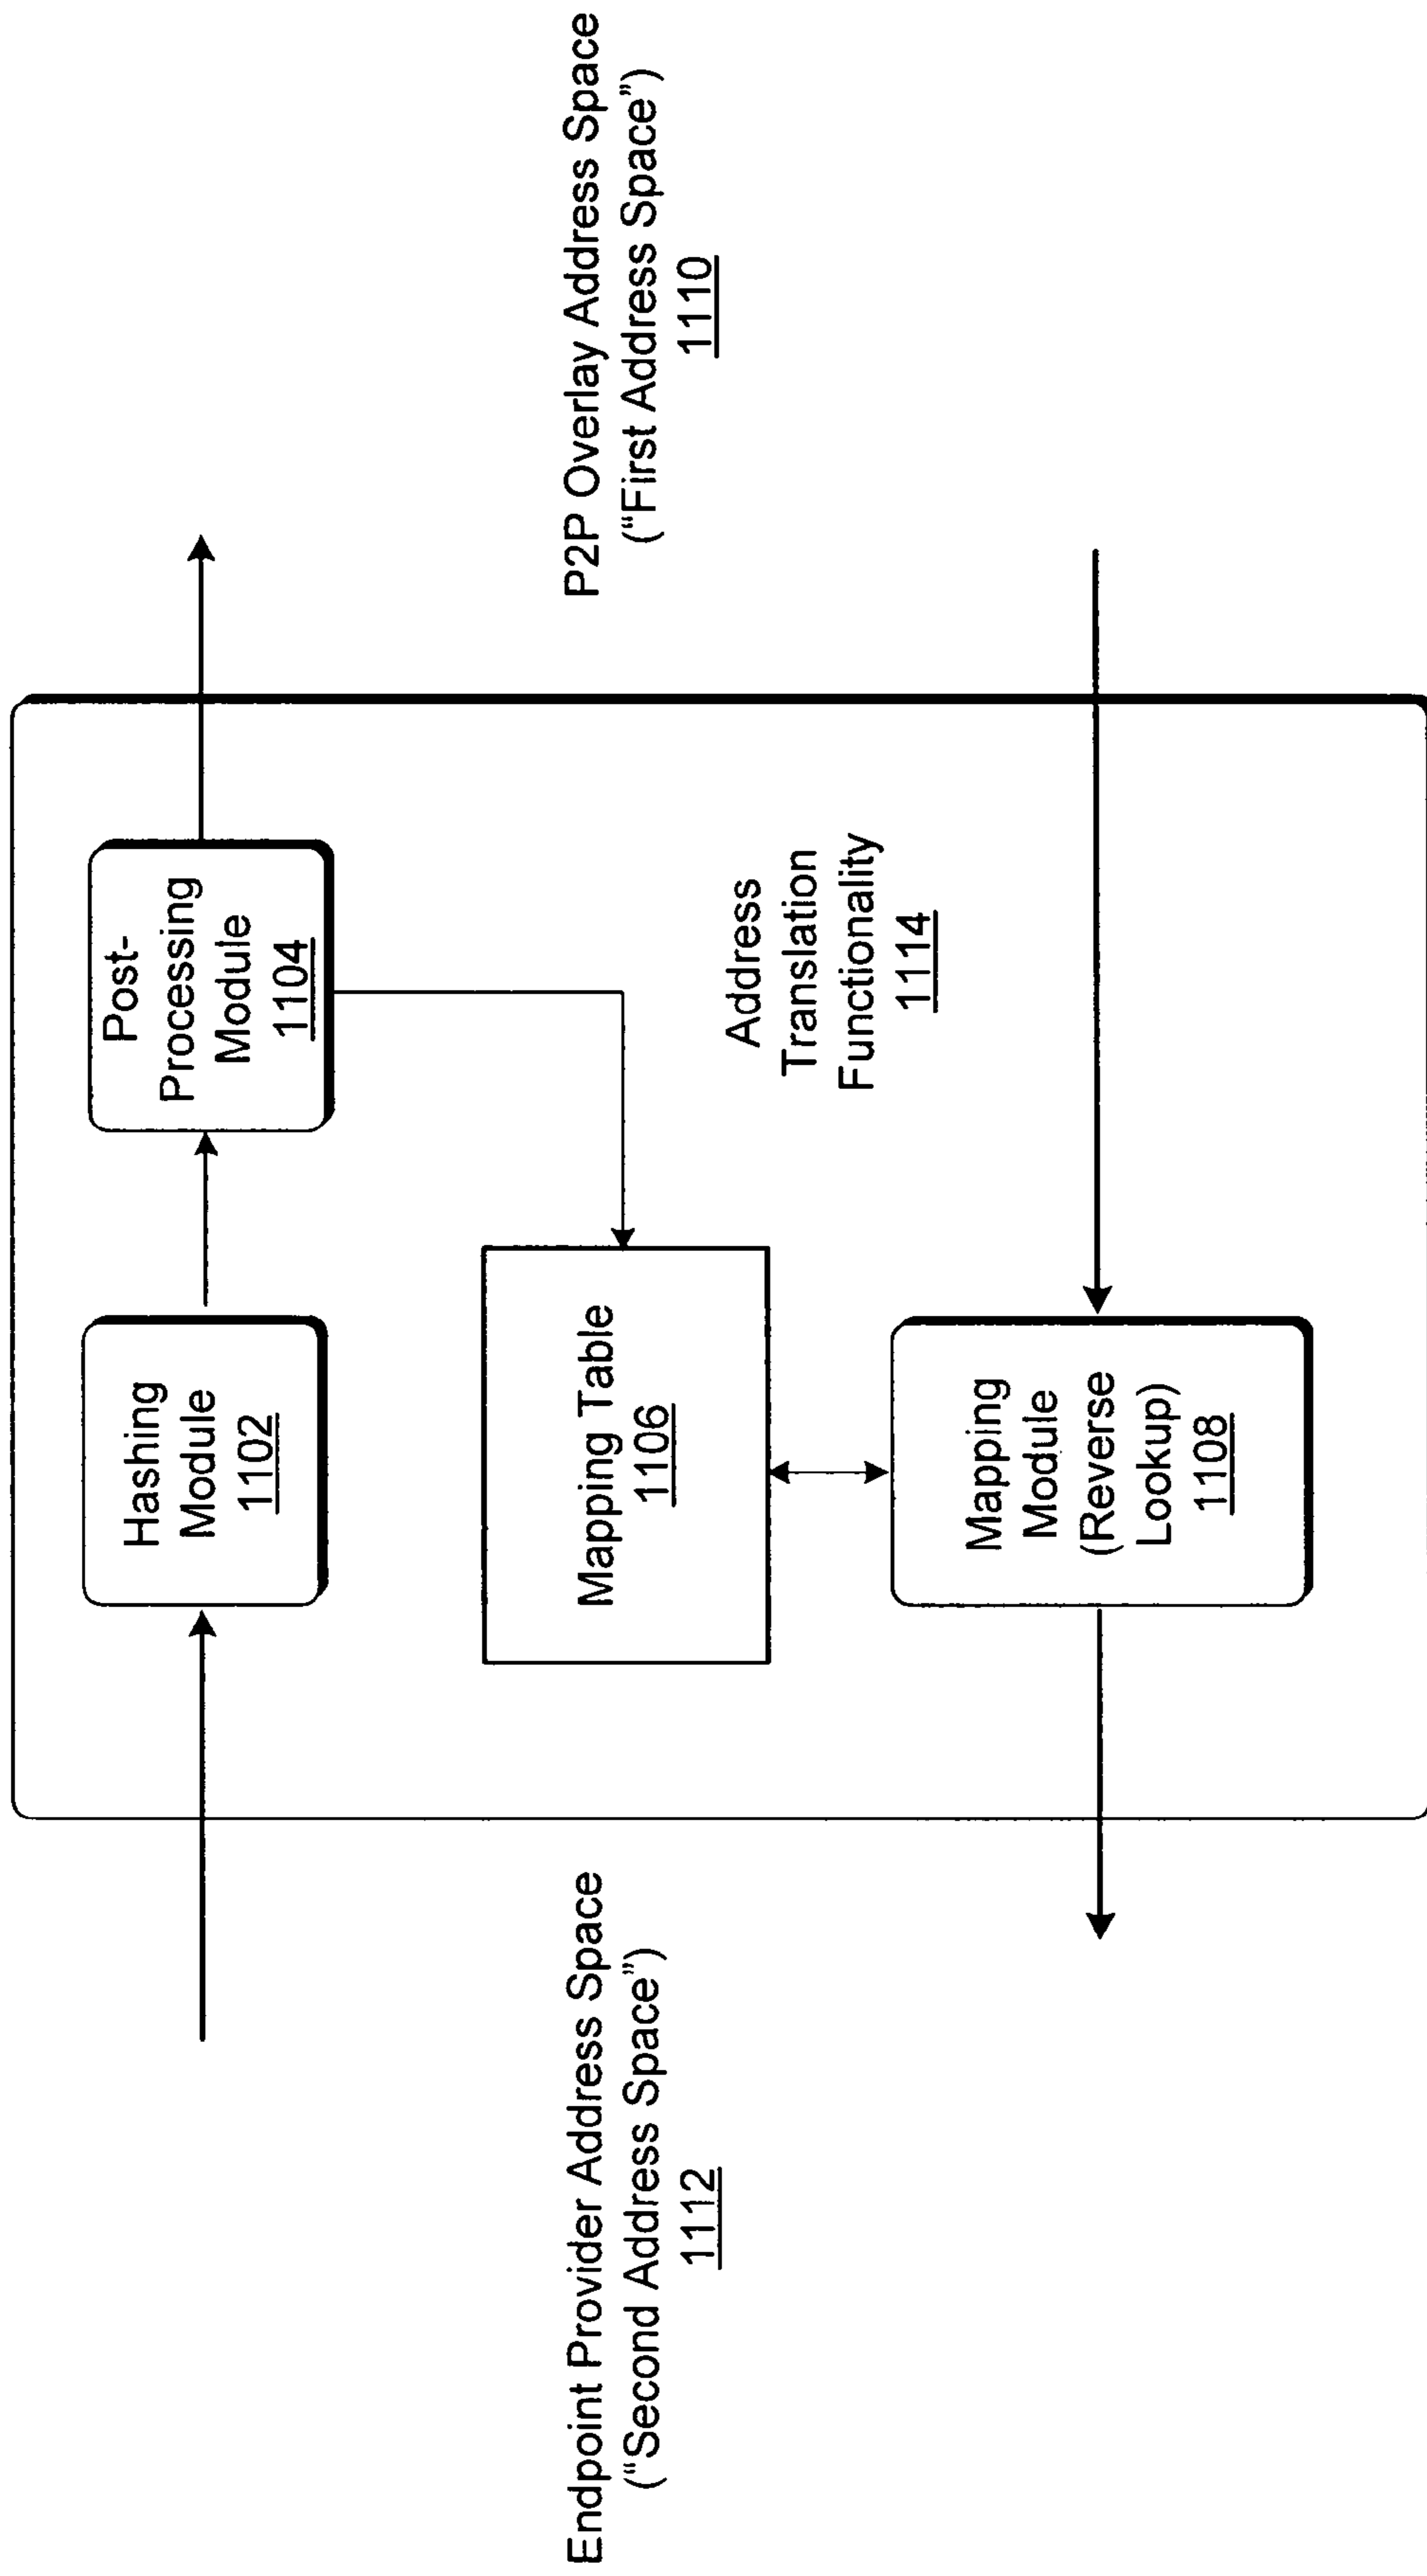 Endpoint Provider Address Space
(“Second Address Space”)
1112
Hashing
Module
1102
Post-
Processing
Module
1104
Mapping Table
1106
Address
Translation
Functionality
1114
Mapping
Module
(Reverse
Lookup)
1108
P2P Overlay Address Space
(“First Address Space”)
1110